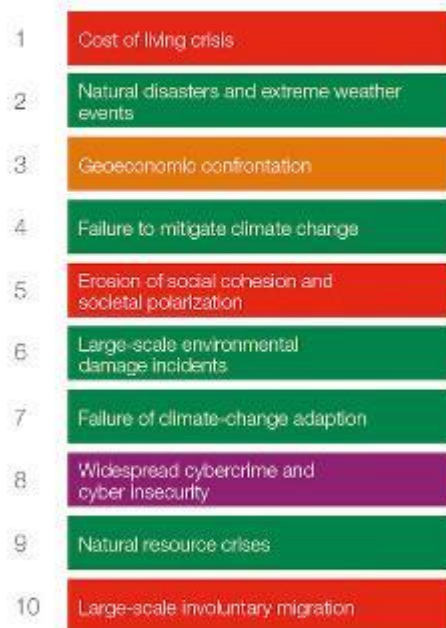 1
Cost of living crisis
2
Natural disasters and extreme weather
events
3
Geoeconomic confrontation
4
Failure to mitigate climate change
5
Erosion of social cohesion and
societal polarization
6
Large-scale environmental
damage incidents
7
Failure of climate-change adaption
8
Widespread cybercrime and
cyber insecurity
9
Natural resource crises
10
Large-scale involuntary migration